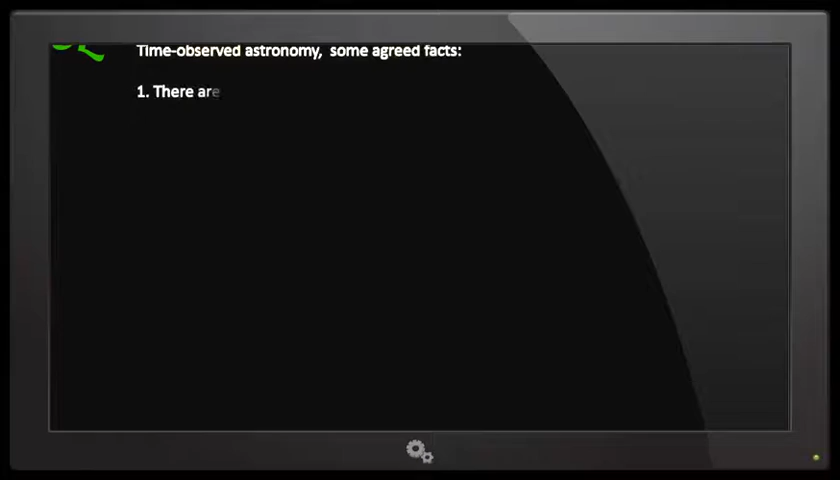 Time-observed astronomy, some agreed facts:
1. There are